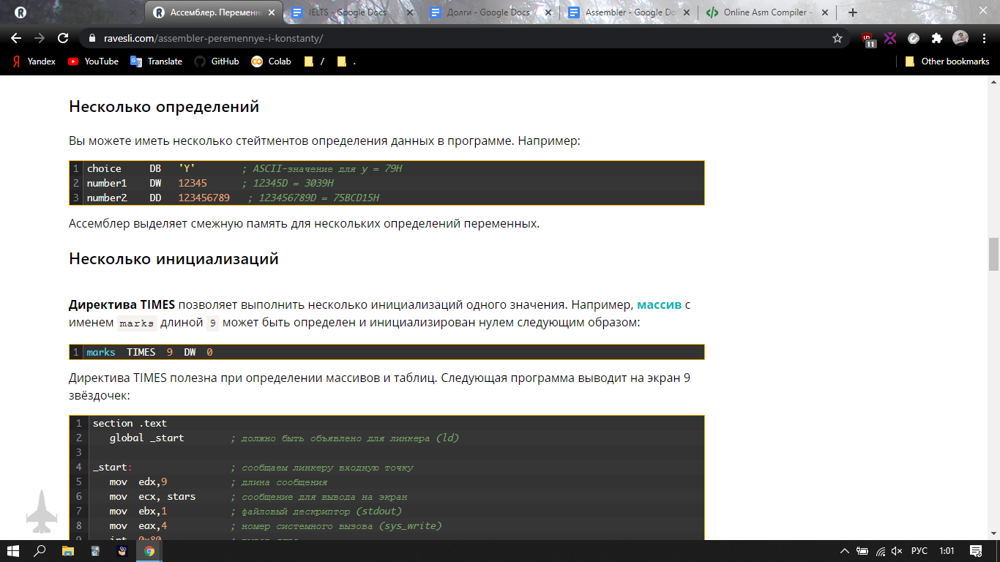 Ассемблер. Переменн
IELTS - Google Docs
Долги - Google Docs
Assembler - Google Do
Online Asm Compiler -
ravesli.com/assembler-peremennye-i-konstanty/
11
Yandex
YouTube
Translate
GitHub
Colab
/
.
Other bookmarks
Несколько определений
Вы можете иметь несколько стейтментов определения данных в программе. Например:
1 choice DB 'Y' ; ASCII-значение для y = 79H
2 number1 DW 12345 ; 12345D = 3039H
3 number2 DD 123456789 ; 123456789D = 75BCD15H
Ассемблер выделяет смежную память для нескольких определений переменных.
Несколько инициализаций
Директива TIMES позволяет выполнить несколько инициализаций одного значения. Например, массив с
именем marks длиной 9 может быть определен и инициализирован нулем следующим образом:
1 marks TIMES 9 DW 0
Директива TIMES полезна при определении массивов и таблиц. Следующая программа выводит на экран 9
звёздочек:
1 section .text
2 global _start ; должно быть объявлено для линкера (ld)
3
4 _start: ; сообщаем линкеру входную точку
5 mov edx,9 ; длина сообщения
6 mov ecx, stars ; сообщение для вывода на экран
7 mov ebx,1 ; файловый дескриптор (stdout)
8 mov eax,4 ; номер системного вызова (sys_write)
9 int 0x80
РУС
1:01